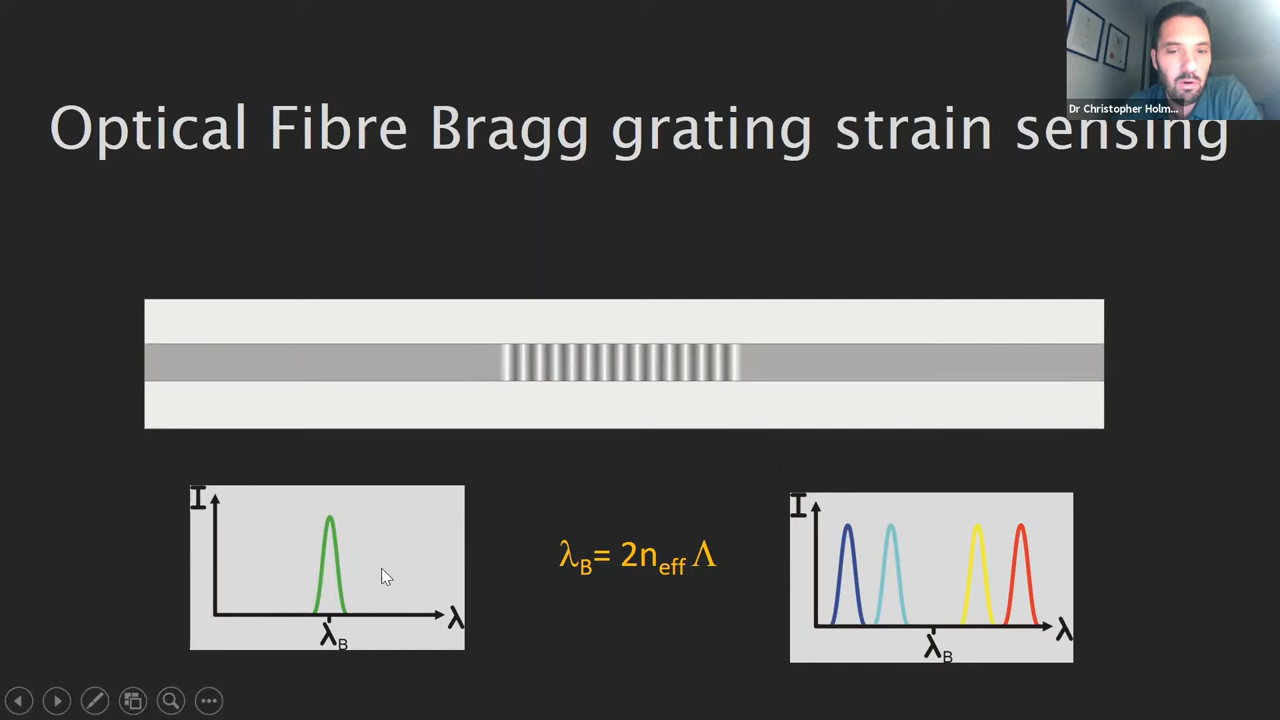 Dr Christopher Holm...
Optical Fibre Bragg grating strain sensing
I
λ
λB
λB= 2neff Λ
I
λ
λB